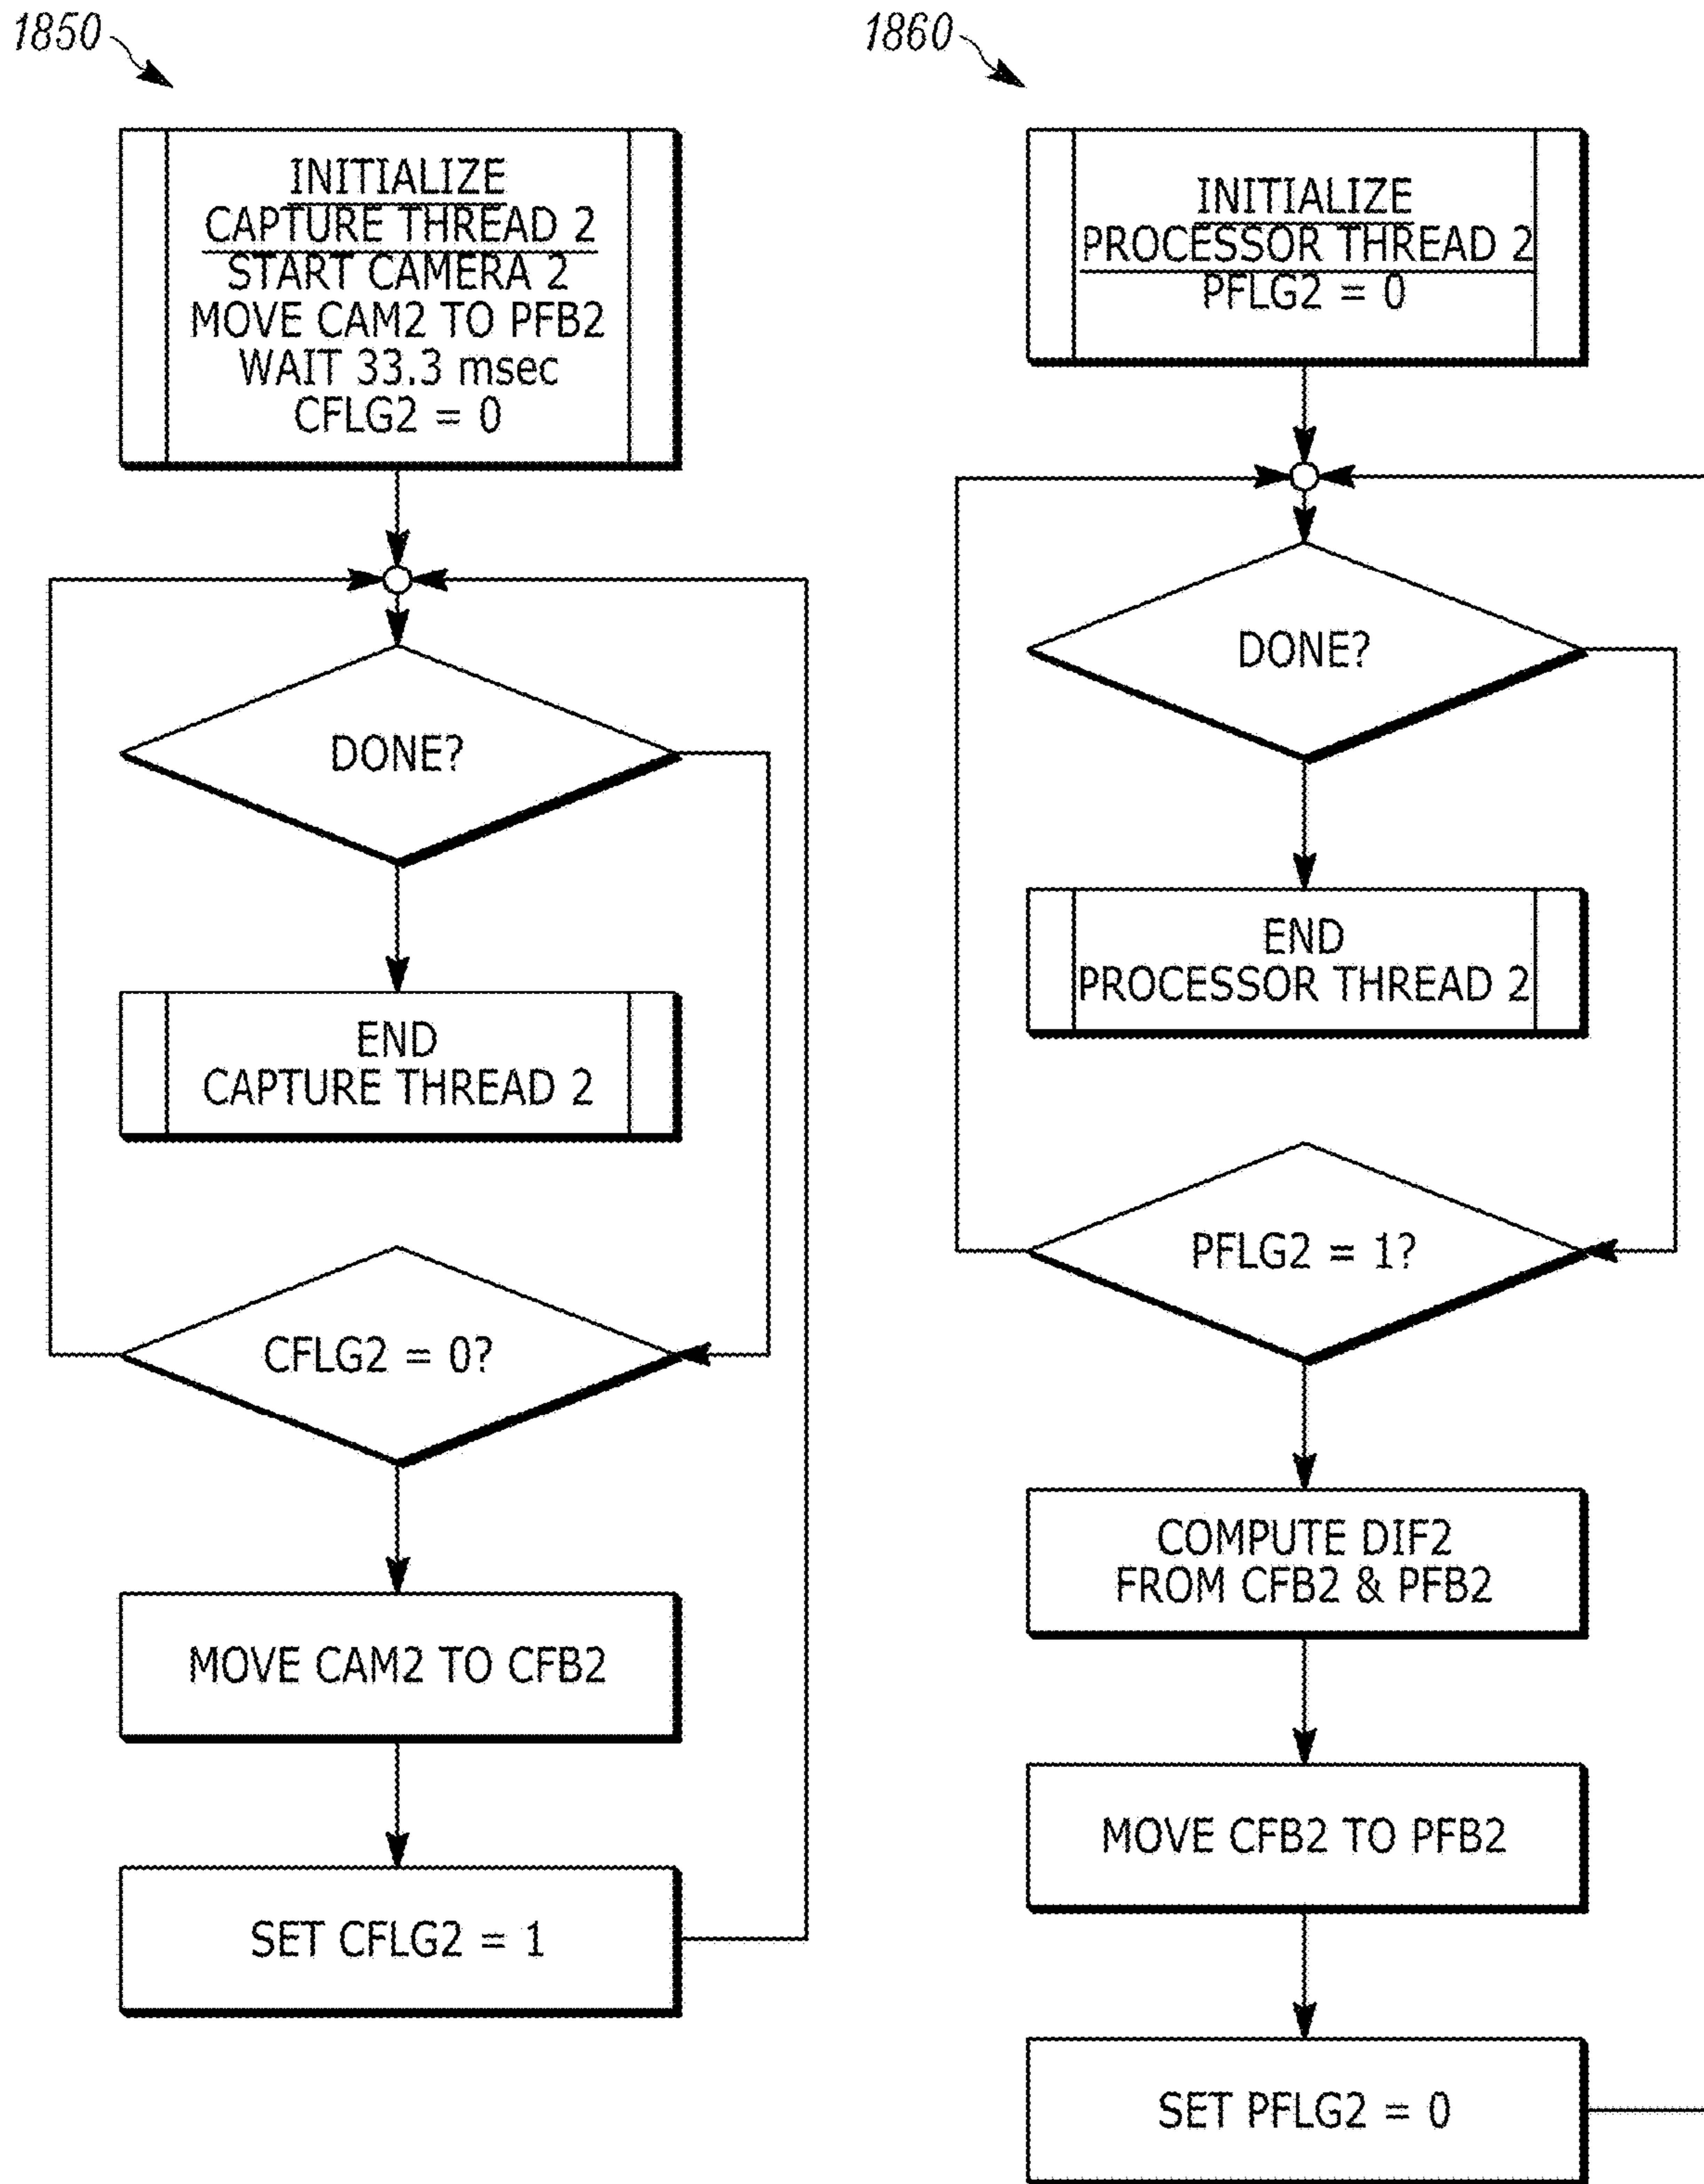 1850
INITIALIZE
CAPTURE THREAD 2
START CAMERA 2
MOVE CAM2 TO PFB2
WAIT 33.3 msec
CFLG2 = 0
DONE?
END
CAPTURE THREAD 2
CFLG2 = 0?
MOVE CAM2 TO CFB2
SET CFLG2 = 1
1860
INITIALIZE
PROCESSOR THREAD 2
PFLG2 = 0
DONE?
END
PROCESSOR THREAD 2
PFLG2 = 1?
COMPUTE DIF2
FROM CFB2 & PFB2
MOVE CFB2 TO PFB2
SET PFLG2 = 0